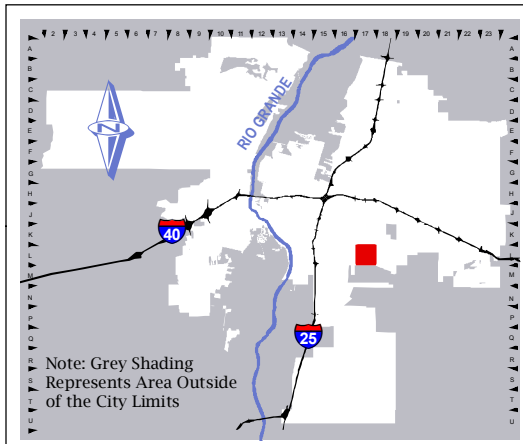 2 3 4 5 6 7 8 9 10 11 12 13 14 15 16 17 18 19 20 21 22 23
A A
B B
C C
D D
E E
F F
G G
H H
J J
K K
L L
M M
N N
P P
Q Q
R R
S S
T T
U U
N
RIO GRANDE
40
25
Note: Grey Shading
Represents Area Outside
of the City Limits